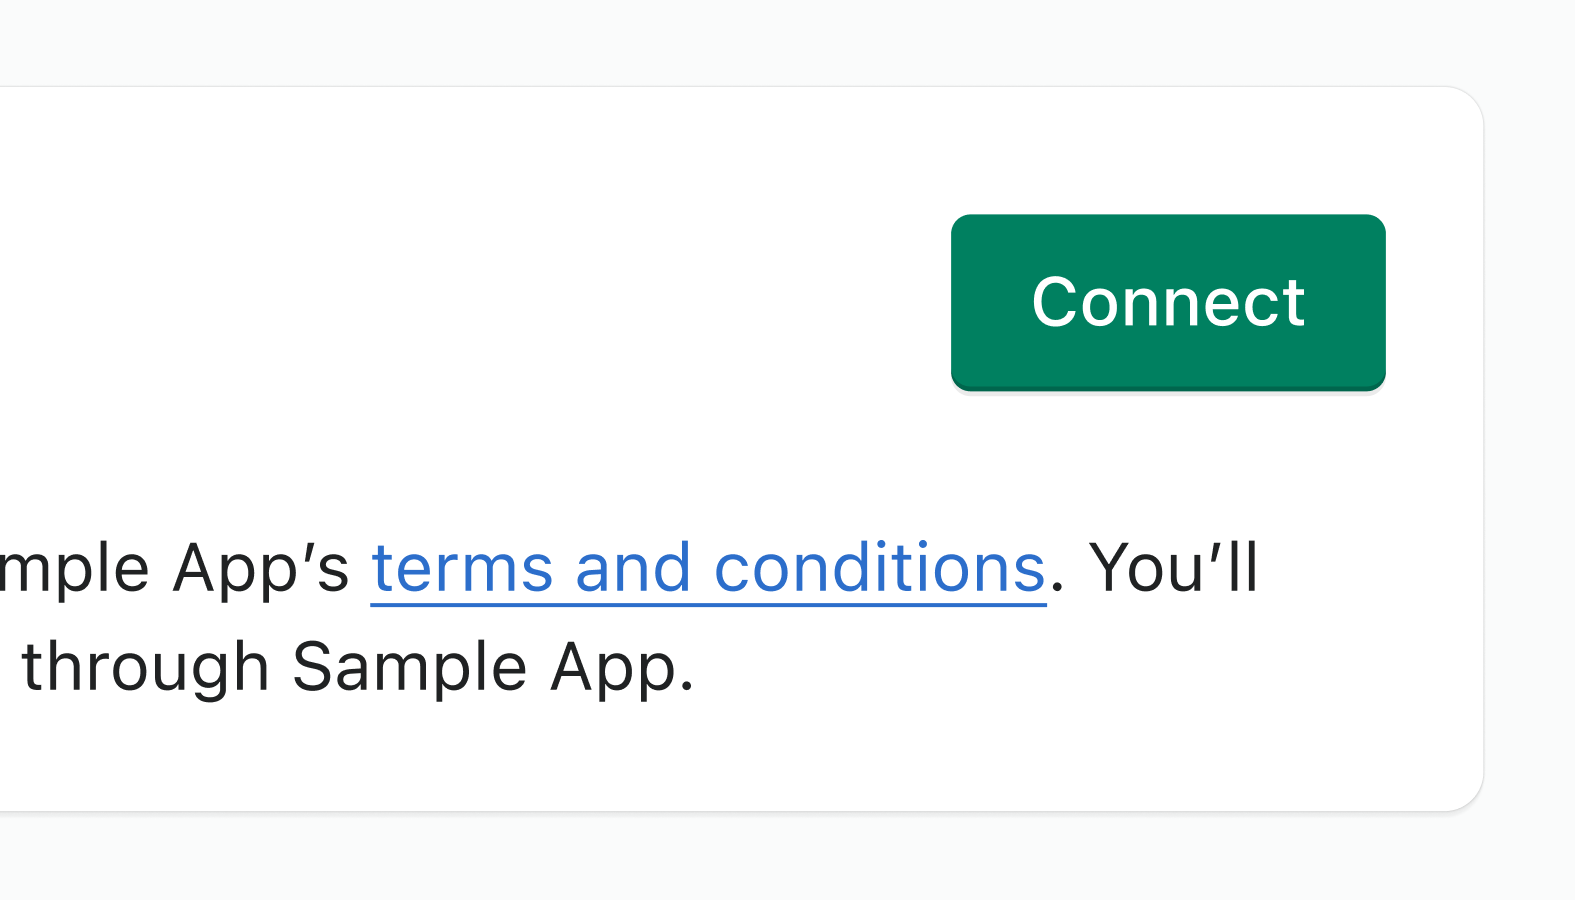 Connect
mple App’s terms and conditions. You’ll
through Sample App.